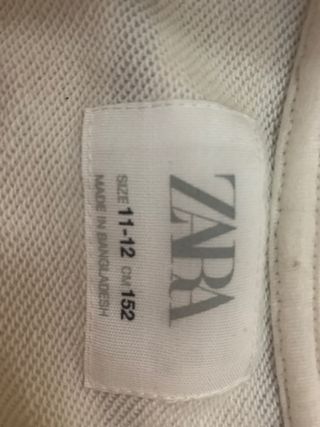 ZARA
SIZE 11-12 CM 152
MADE IN BANGLADESH